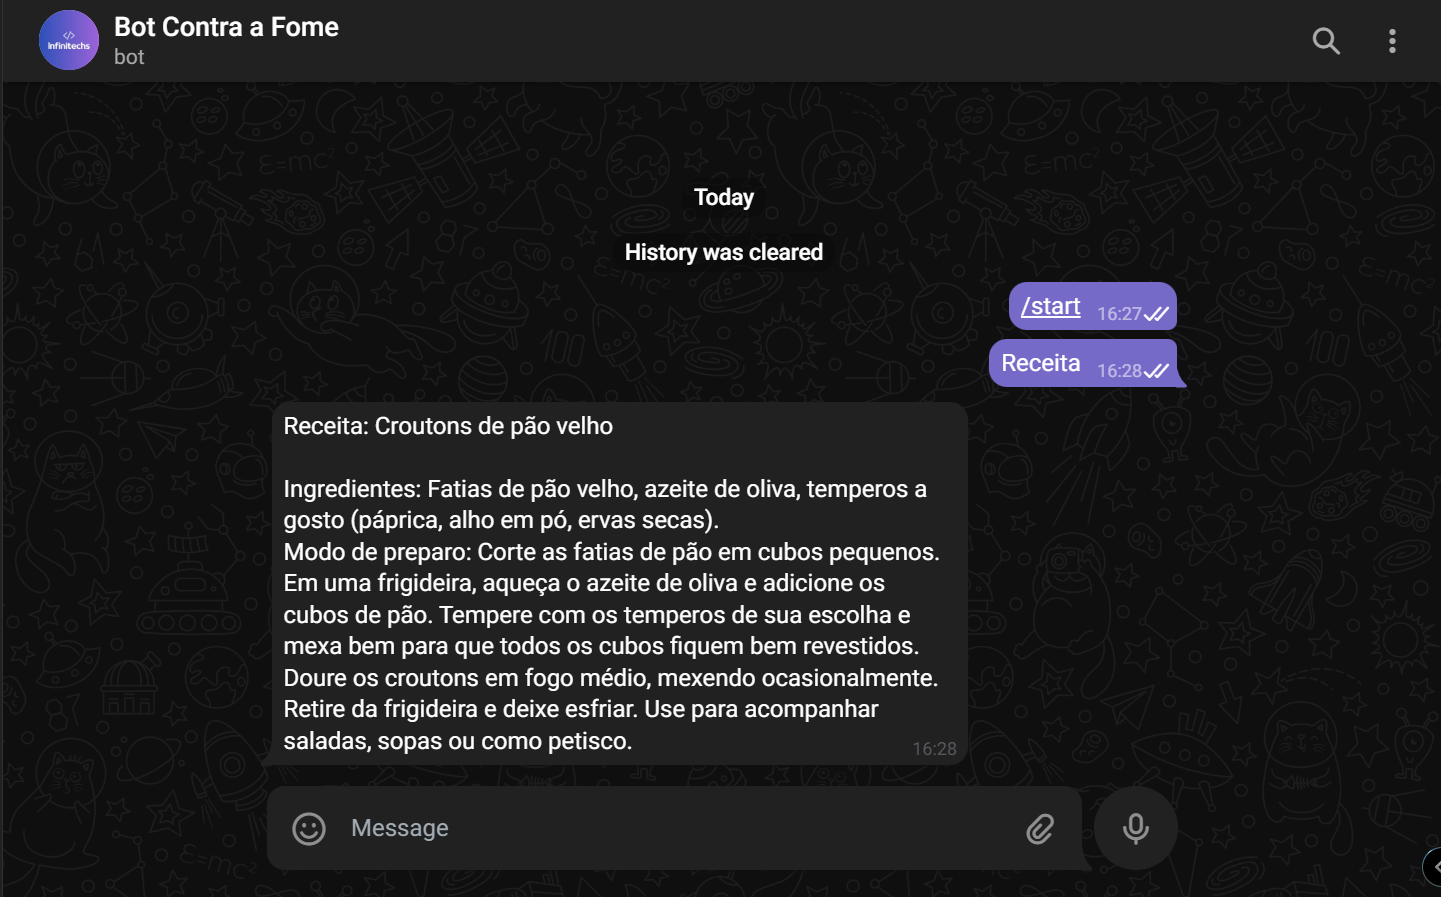 </>
Infinitechs
Bot Contra a Fome
bot
Today
History was cleared
/start 16:27
Receita 16:28
Receita: Croutons de pão velho
Ingredientes: Fatias de pão velho, azeite de oliva, temperos a
gosto (páprica, alho em pó, ervas secas).
Modo de preparo: Corte as fatias de pão em cubos pequenos.
Em uma frigideira, aqueça o azeite de oliva e adicione os
cubos de pão. Tempere com os temperos de sua escolha e
mexa bem para que todos os cubos fiquem bem revestidos.
Doure os croutons em fogo médio, mexendo ocasionalmente.
Retire da frigideira e deixe esfriar. Use para acompanhar
saladas, sopas ou como petisco.
16:28
Message